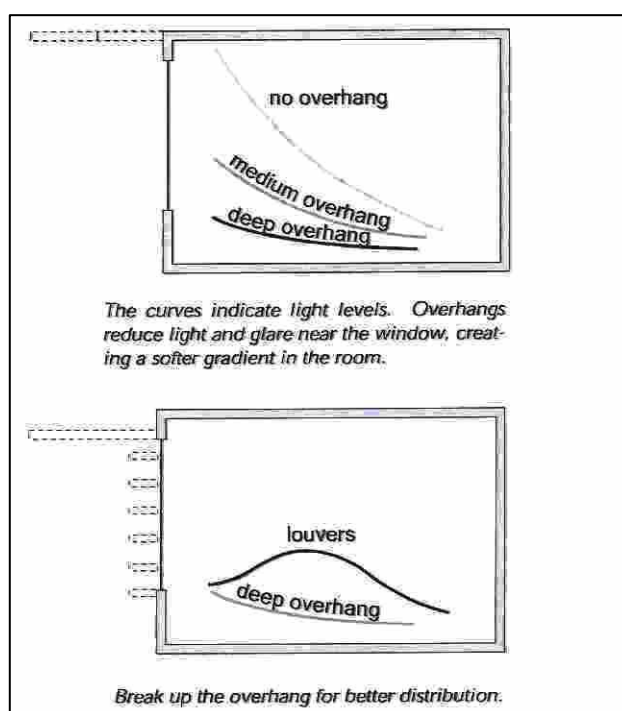 no overhang
medium overhang
deep overhang
The curves indicate light levels. Overhangs
reduce light and glare near the window, creat-
ing a softer gradient in the room.
louvers
deep overhang
Break up the overhang for better distribution.